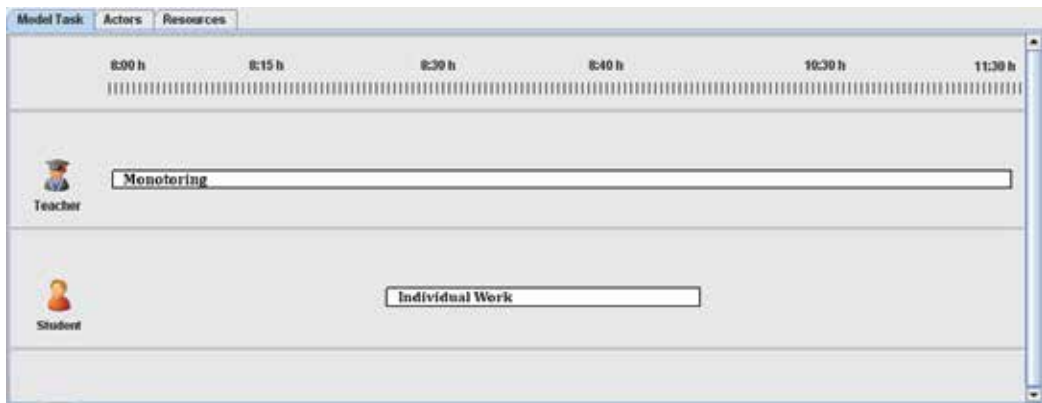 Model Task Actors Resources
8:00 h 8:15 h 8:30 h 8:40 h 10:30 h 11:30 h
Monotoring
Teacher
Individual Work
Student